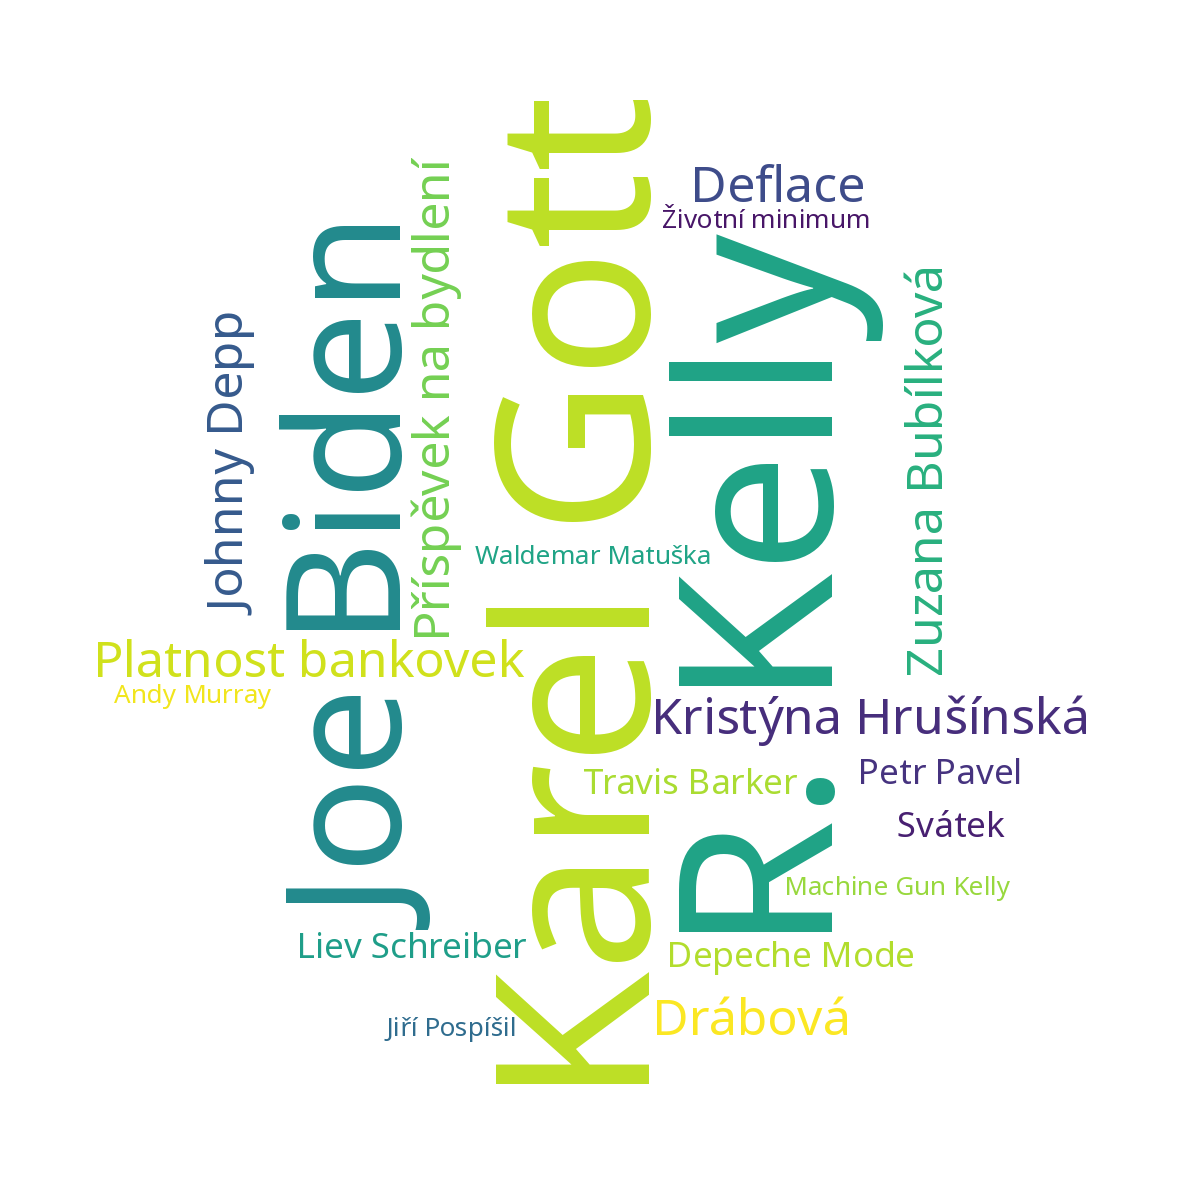 Karel Gott
Joe Biden
R. Kelly
Deflace
Životní minimum
Příspěvek na bydlení
Zuzana Bubílková
Johnny Depp
Waldemar Matuška
Platnost bankovek
Andy Murray
Kristýna Hrušínská
Travis Barker
Petr Pavel
Svátek
Machine Gun Kelly
Liev Schreiber
Depeche Mode
Jiří Pospíšil
Drábová